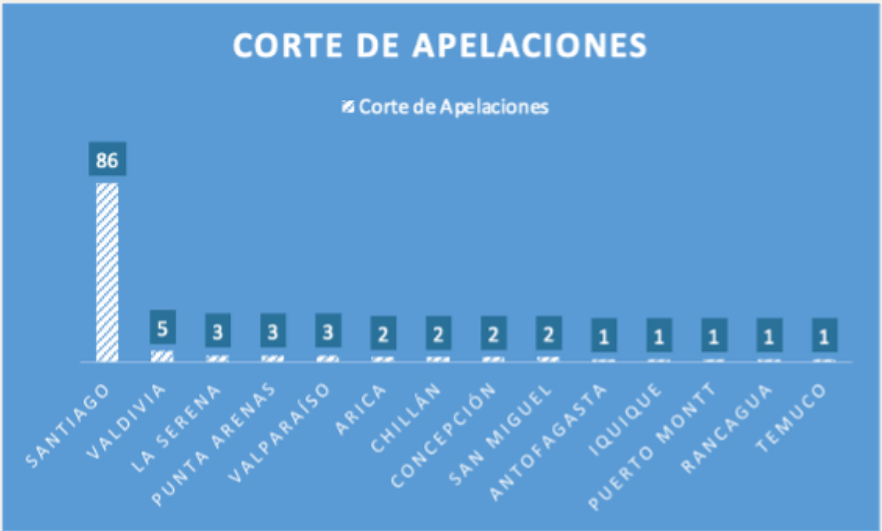 CORTE DE APELACIONES
Corte de Apelaciones
86
5
3
3
3
2
2
2
2
1
1
1
1
1
SANTIAGO
VALDIVIA
LA SERENA
PUNTA ARENAS
VALPARAÍSO
ARICA
CHILLÁN
CONCEPCIÓN
SAN MIGUEL
ANTOFAGASTA
IQUIQUE
PUERTO MONTT
RANCAGUA
TEMUCO